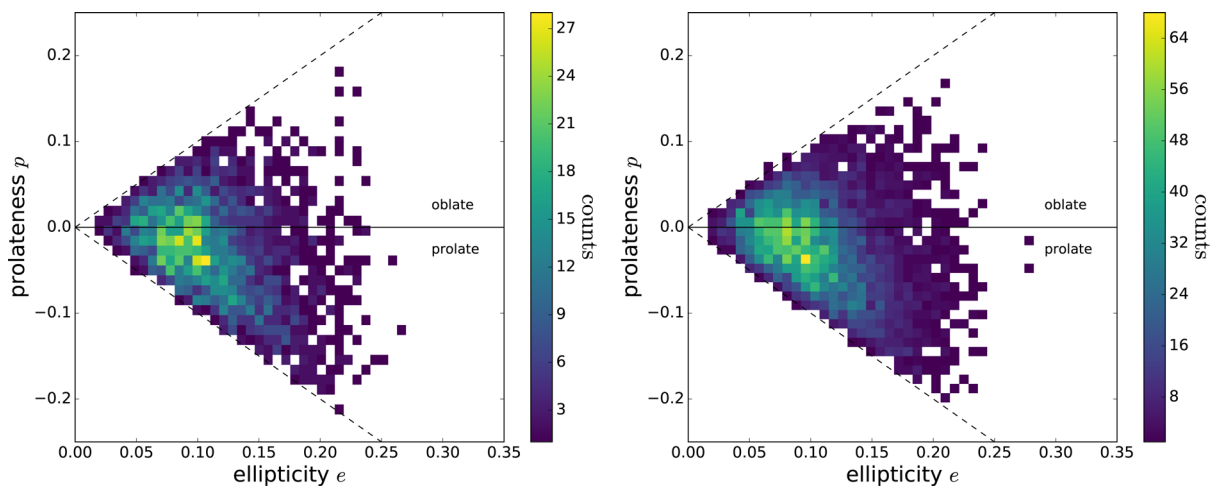 0.2
0.1
0.0
−0.1
−0.2
prolateness p
0.00 0.05 0.10 0.15 0.20 0.25 0.30 0.35
ellipticity e
oblate
prolate
27
24
21
18
15
12
9
6
3
counts
0.2
0.1
0.0
−0.1
−0.2
prolateness p
0.00 0.05 0.10 0.15 0.20 0.25 0.30 0.35
ellipticity e
oblate
prolate
64
56
48
40
32
24
16
8
counts